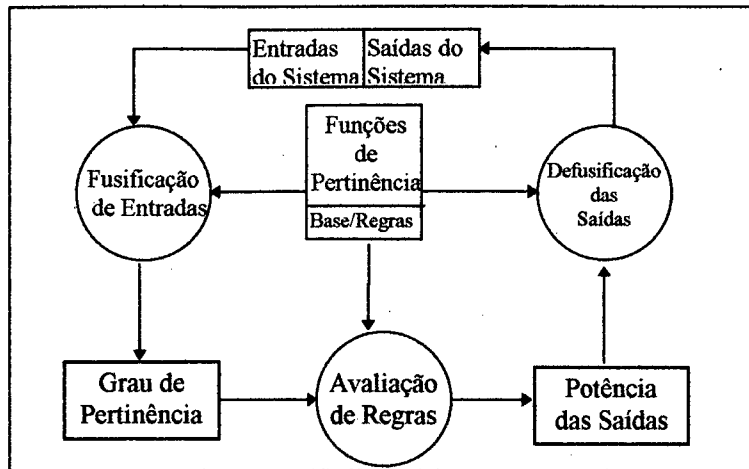 Entradas
do Sistema
Saídas do
Sistema
Funções
de
Pertinência
Base/Regras
Fusificação
de Entradas
Defusificação
das
Saídas
Grau de
Pertinência
Avaliação
de Regras
Potência
das Saídas